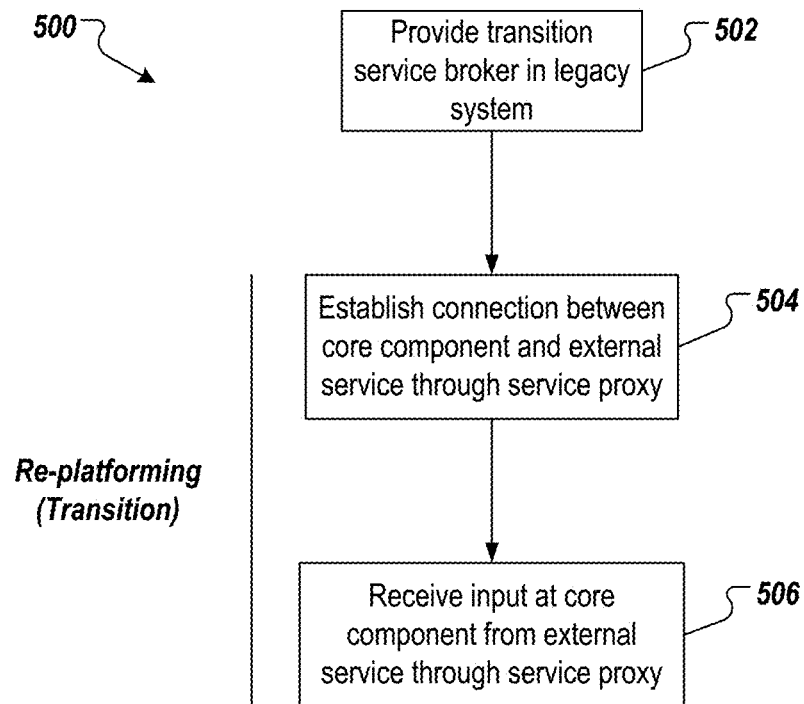 500
Provide transition
service broker in legacy
system
502
Establish connection between
core component and external
service through service proxy
504
Re-platforming
(Transition)
Receive input at core
component from external
service through service proxy
506